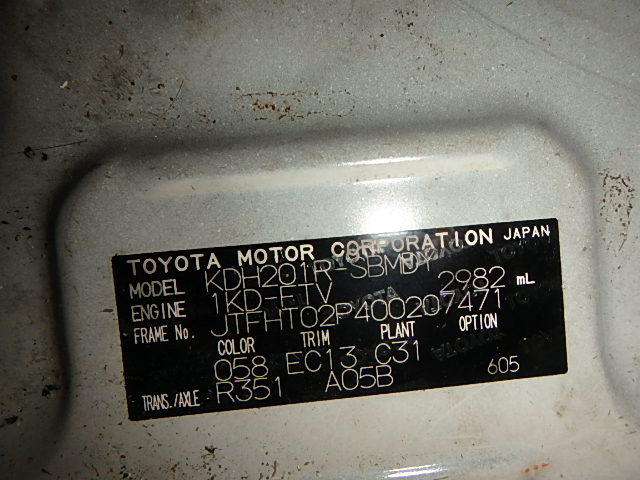 TOYOTA MOTOR CORPORATION JAPAN
MODEL KDH201R-SBMDY
ENGINE 1KD-FTV 2982 mL
FRAME No. JTFHT02P400207471
COLOR TRIM PLANT OPTION
058 EC13 C31
TRANS./AXLE R351 A05B 605